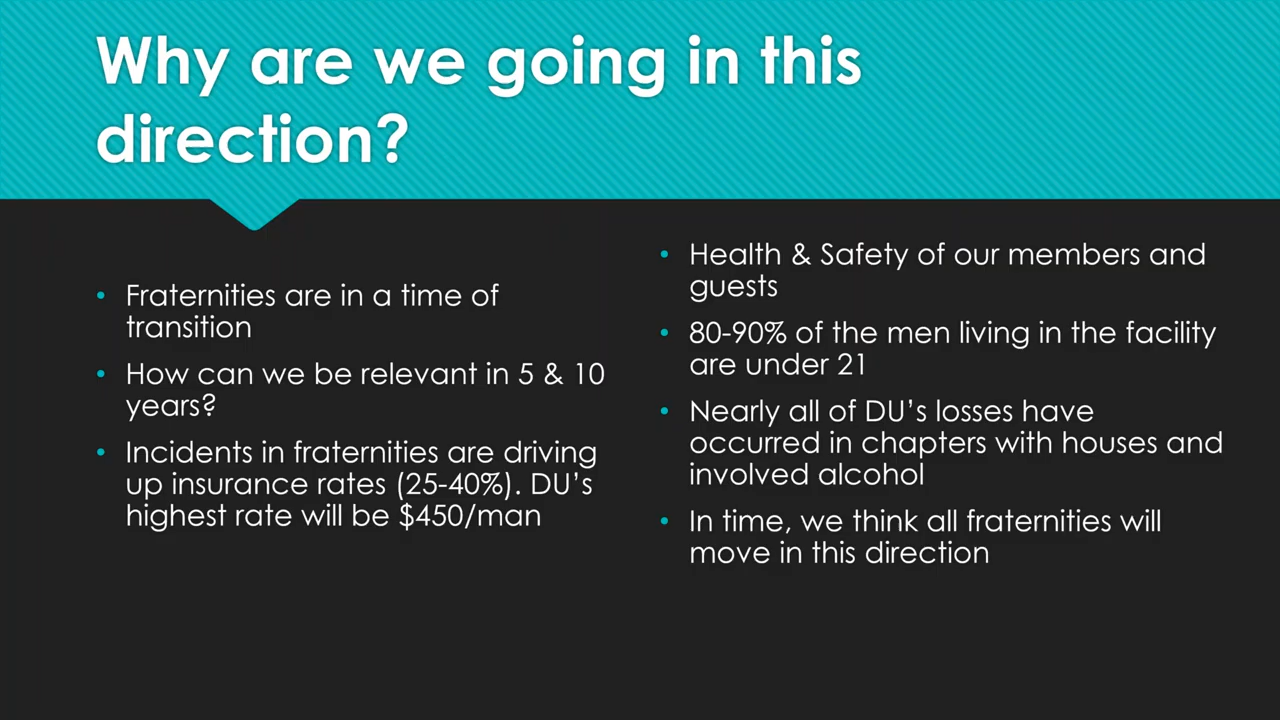 Why are we going in this
direction?
• Fraternities are in a time of
transition
• How can we be relevant in 5 & 10
years?
• Incidents in fraternities are driving
up insurance rates (25-40%). DU’s
highest rate will be $450/man
• Health & Safety of our members and
guests
• 80-90% of the men living in the facility
are under 21
• Nearly all of DU’s losses have
occurred in chapters with houses and
involved alcohol
• In time, we think all fraternities will
move in this direction